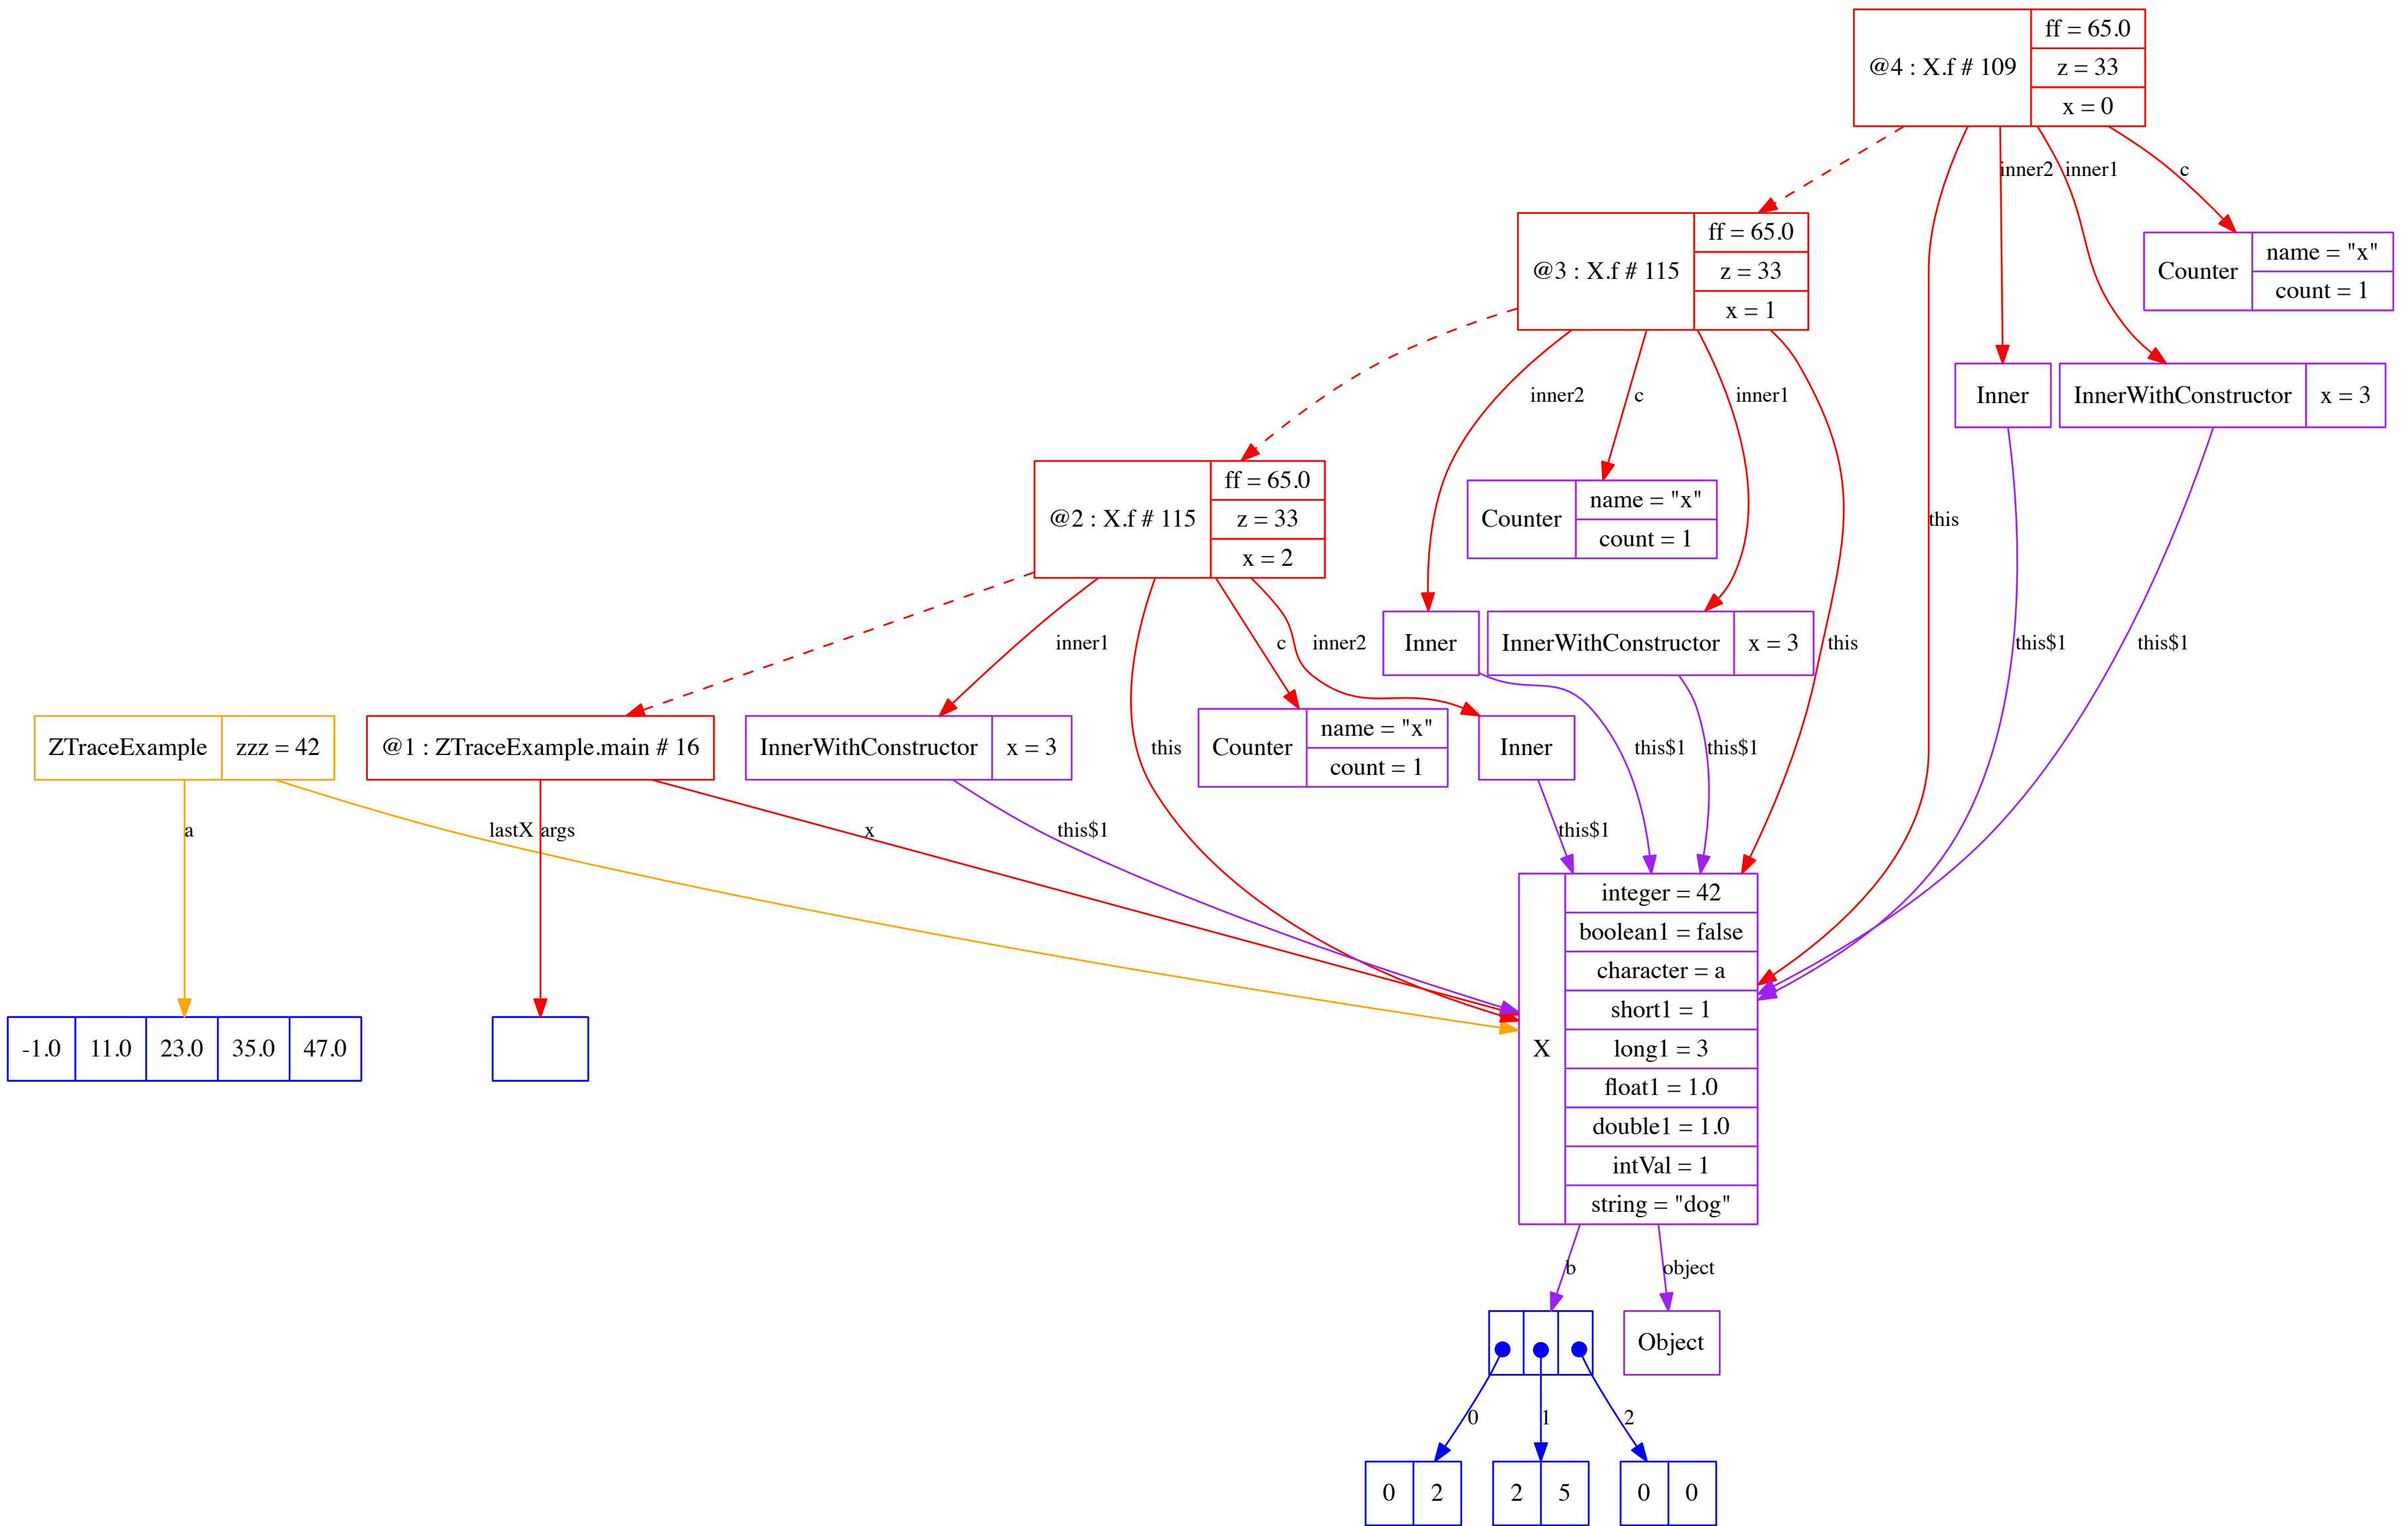 @4 : X.f # 109
ff = 65.0
z = 33
x = 0
inner2
inner1
c
@3 : X.f # 115
ff = 65.0
z = 33
x = 1
Counter
name = "x"
count = 1
inner2
c
inner1
Inner
InnerWithConstructor
x = 3
@2 : X.f # 115
ff = 65.0
z = 33
x = 2
Counter
name = "x"
count = 1
this
inner1
c
inner2
Inner
InnerWithConstructor
x = 3
this
this$1
this$1
ZTraceExample
zzz = 42
@1 : ZTraceExample.main # 16
InnerWithConstructor
x = 3
this
Counter
name = "x"
count = 1
Inner
this$1
this$1
a
lastX
args
x
this$1
this$1
-1.0
11.0
23.0
35.0
47.0
X
integer = 42
boolean1 = false
character = a
short1 = 1
long1 = 3
float1 = 1.0
double1 = 1.0
intVal = 1
string = "dog"
b
object
Object
0
1
2
0
2
2
5
0
0